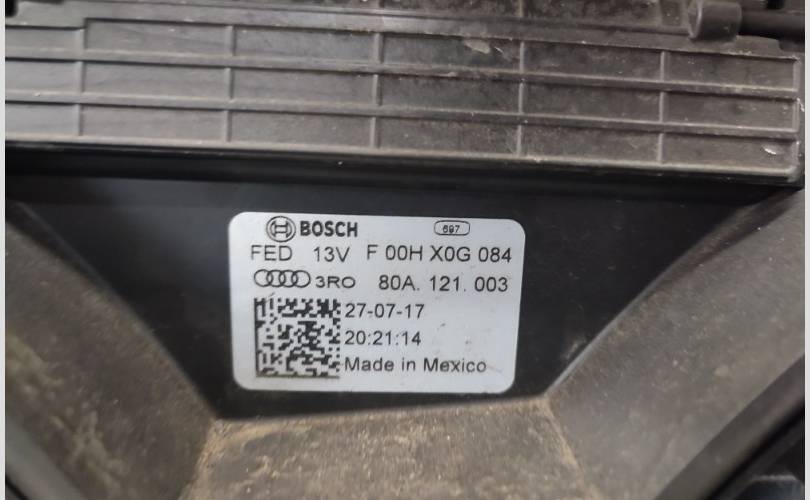 BOSCH 697
FED 13V F 00H X0G 084
3RO 80A. 121. 003
27-07-17
20:21:14
Made in Mexico